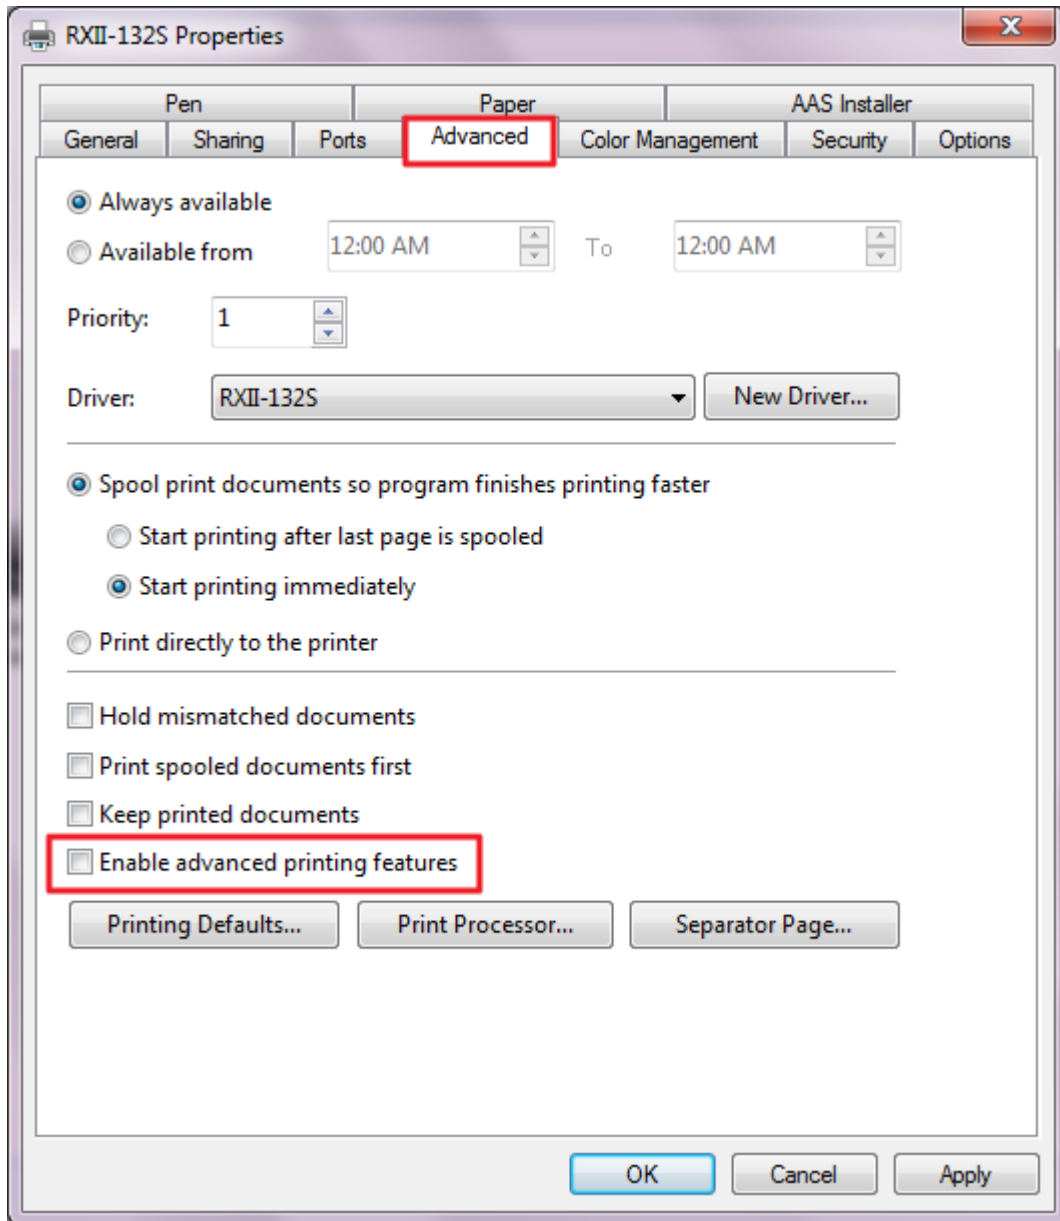 RXII-132S Properties
Pen Paper AAS Installer
General Sharing Ports Advanced Color Management Security Options
Always available
Available from 12:00 AM To 12:00 AM
Priority: 1
Driver: RXII-132S New Driver...
Spool print documents so program finishes printing faster
Start printing after last page is spooled
Start printing immediately
Print directly to the printer
Hold mismatched documents
Print spooled documents first
Keep printed documents
Enable advanced printing features
Printing Defaults... Print Processor... Separator Page...
OK Cancel Apply